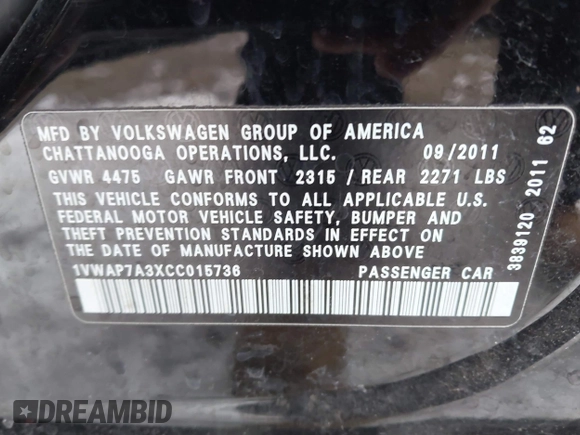 MFD BY VOLKSWAGEN GROUP OF AMERICA
CHATTANOOGA OPERATIONS, LLC. 09/2011
GVWR 4475 GAWR FRONT 2315 / REAR 2271 LBS
THIS VEHICLE CONFORMS TO ALL APPLICABLE U.S.
FEDERAL MOTOR VEHICLE SAFETY, BUMPER AND
THEFT PREVENTION STANDARDS IN EFFECT ON
THE DATE OF MANUFACTURE SHOWN ABOVE
1VWAP7A3XCC015736 PASSENGER CAR
3839120 2011 62
DREAMBID